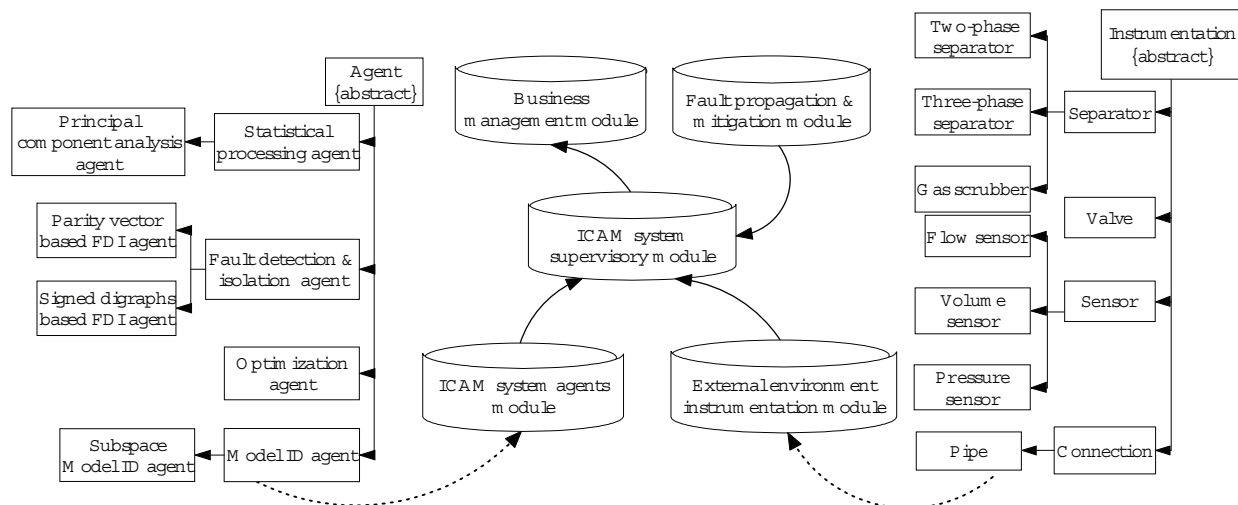 Agent
{abstract}
Principal
component analysis
agent
Statistical
processing agent
Parity vector
based FDI agent
Fault detection &
isolation agent
Signed digraphs
based FDI agent
Optimization
agent
Subspace
Model ID agent
Model ID agent
Business
management module
Fault propagation &
mitigation module
ICAM system
supervisory module
ICAM system agents
module
External environment
instrumentation module
Two-phase
separator
Instrumentation
{abstract}
Three-phase
separator
Separator
Gas scrubber
Valve
Flow sensor
Volume
sensor
Sensor
Pressure
sensor
Pipe
Connection